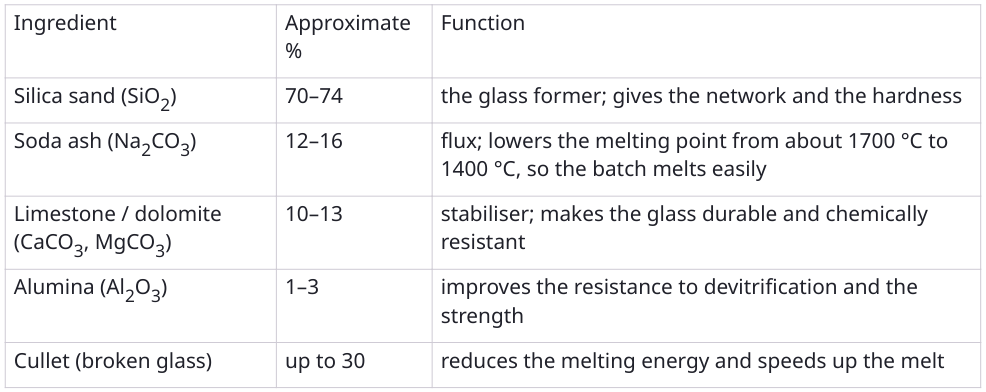 Ingredient
Approximate
%
Function
Silica sand (SiO₂)
70–74
the glass former; gives the network and the hardness
Soda ash (Na₂CO₃)
12–16
flux; lowers the melting point from about 1700 °C to
1400 °C, so the batch melts easily
Limestone / dolomite
(CaCO₃, MgCO₃)
10–13
stabiliser; makes the glass durable and chemically
resistant
Alumina (Al₂O₃)
1–3
improves the resistance to devitrification and the
strength
Cullet (broken glass)
up to 30
reduces the melting energy and speeds up the melt